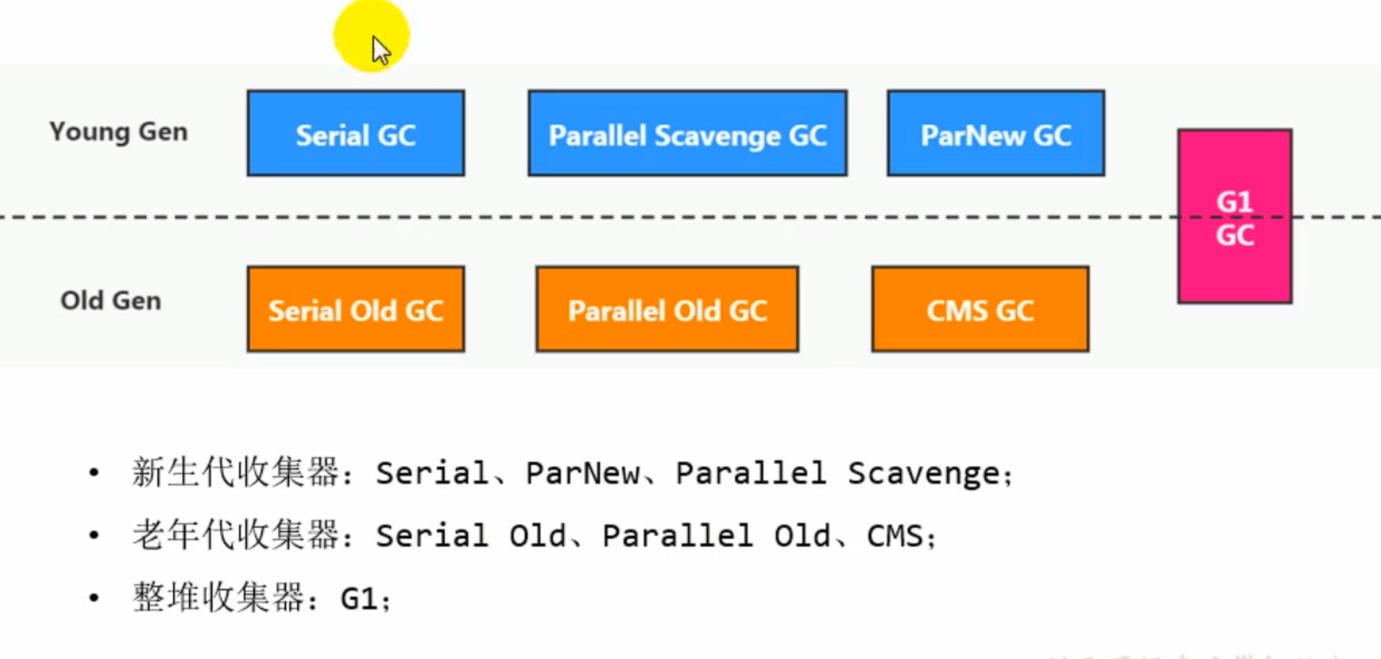 Young Gen
Serial GC
Parallel Scavenge GC
ParNew GC
G1
GC
Old Gen
Serial Old GC
Parallel Old GC
CMS GC
• 新生代收集器：Serial、ParNew、Parallel Scavenge；
• 老年代收集器：Serial Old、Parallel Old、CMS；
• 整堆收集器：G1；